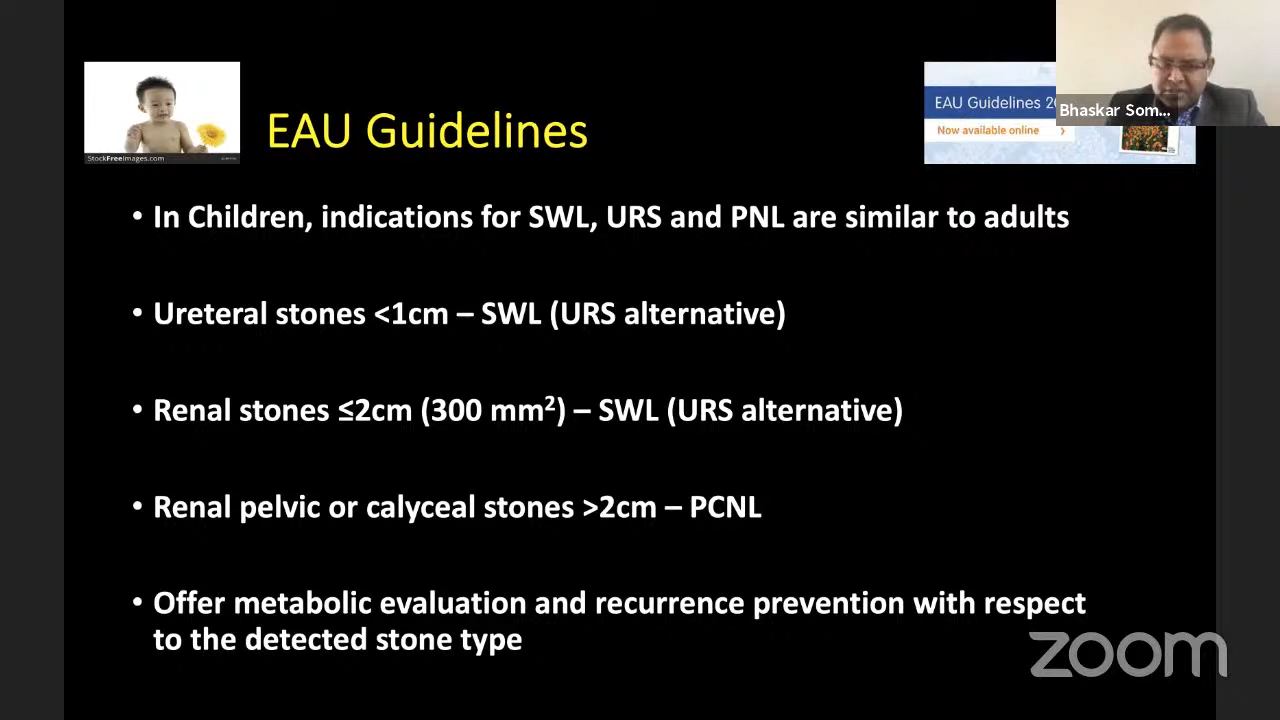 StockFreeImages.com
EAU Guidelines
EAU Guidelines 2
Now available online >
Bhaskar Som...
• In Children, indications for SWL, URS and PNL are similar to adults
• Ureteral stones <1cm – SWL (URS alternative)
• Renal stones ≤2cm (300 mm²) – SWL (URS alternative)
• Renal pelvic or calyceal stones >2cm – PCNL
• Offer metabolic evaluation and recurrence prevention with respect
to the detected stone type
zoom